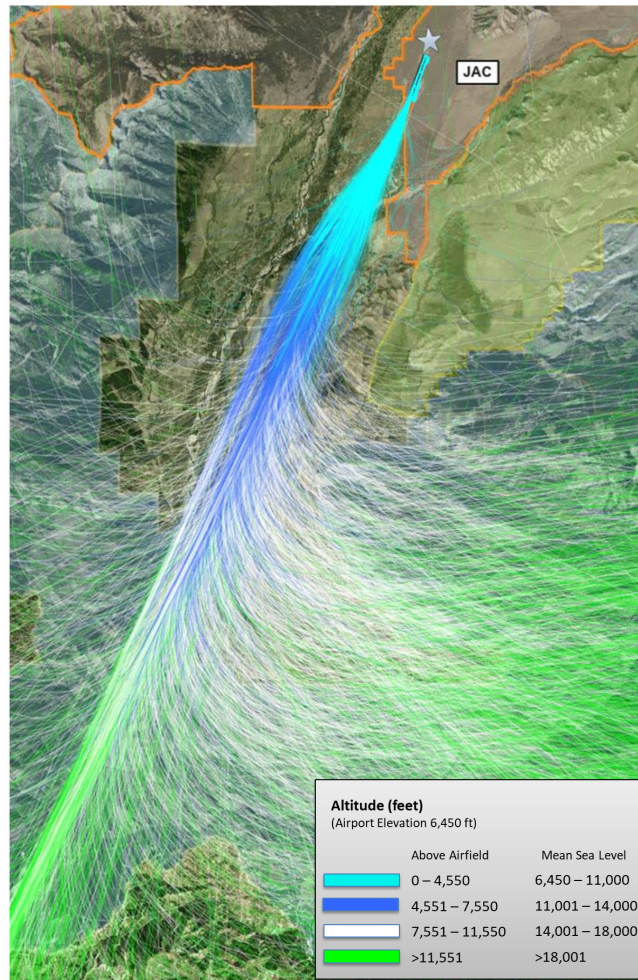 JAC
Altitude (feet)
(Airport Elevation 6,450 ft)
Above Airfield Mean Sea Level
0 – 4,550 6,450 – 11,000
4,551 – 7,550 11,001 – 14,000
7,551 – 11,550 14,001 – 18,000
>11,551 >18,001